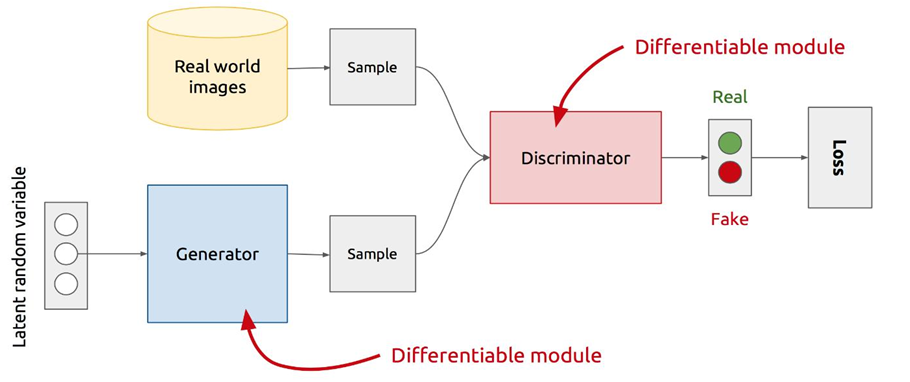 Real world
images
Sample
Differentiable module
Real
Discriminator
Loss
Fake
Latent random variable
Generator
Sample
Differentiable module